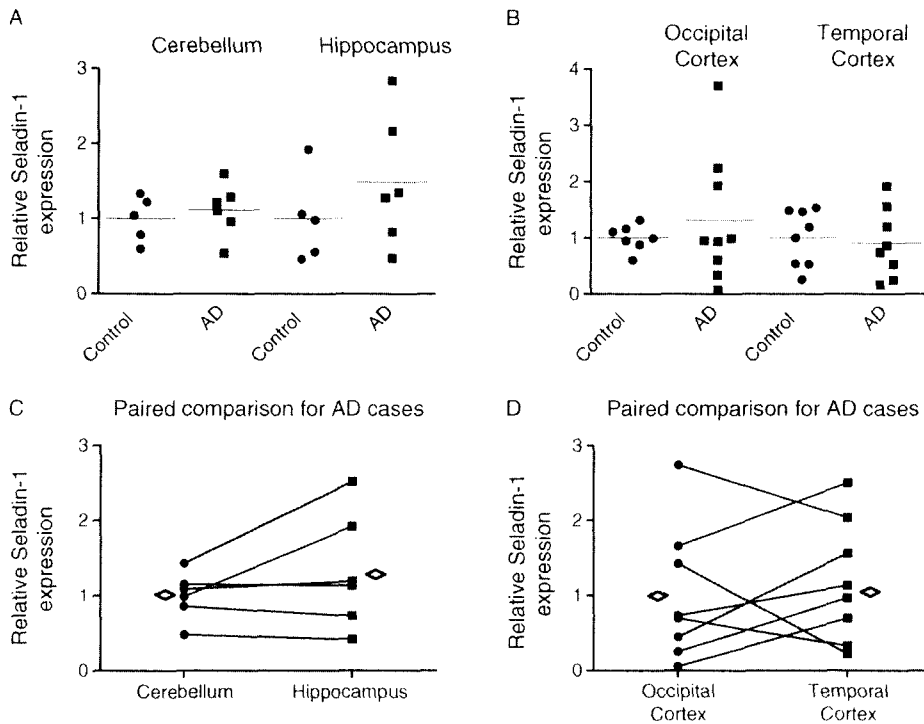 A
Cerebellum
Hippocampus
Relative Seladin-1
expression
3
2
1
0
Control
AD
Control
AD
B
Occipital
Cortex
Temporal
Cortex
Relative Seladin-1
expression
4
3
2
1
0
Control
AD
Control
AD
C
Paired comparison for AD cases
Relative Seladin-1
expression
3
2
1
0
Cerebellum
Hippocampus
D
Paired comparison for AD cases
Relative Seladin-1
expression
3
2
1
0
Occipital
Cortex
Temporal
Cortex